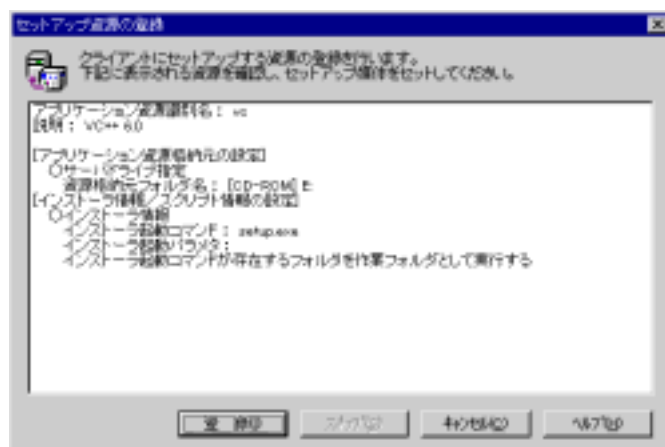 セットアップ資源の登録
クライアントにセットアップする資源の登録を行います。
下記に表示される資源を確認し、セットアップ媒体をセットしてください。
アプリケーション資源識別名： vc
説明： VC++ 6.0
[アプリケーション資源格納元の設定]
○サーバドライブ指定
資源格納元フォルダ名： [CD-ROM] E:
[インストーラ情報／スクリプト情報の設定]
○インストーラ情報
インストーラ起動コマンド： setup.exe
インストーラ起動パラメタ：
インストーラ起動コマンドが存在するフォルダを作業フォルダとして実行する
登 録(I)
キャンセル(C)
ヘルプ(H)